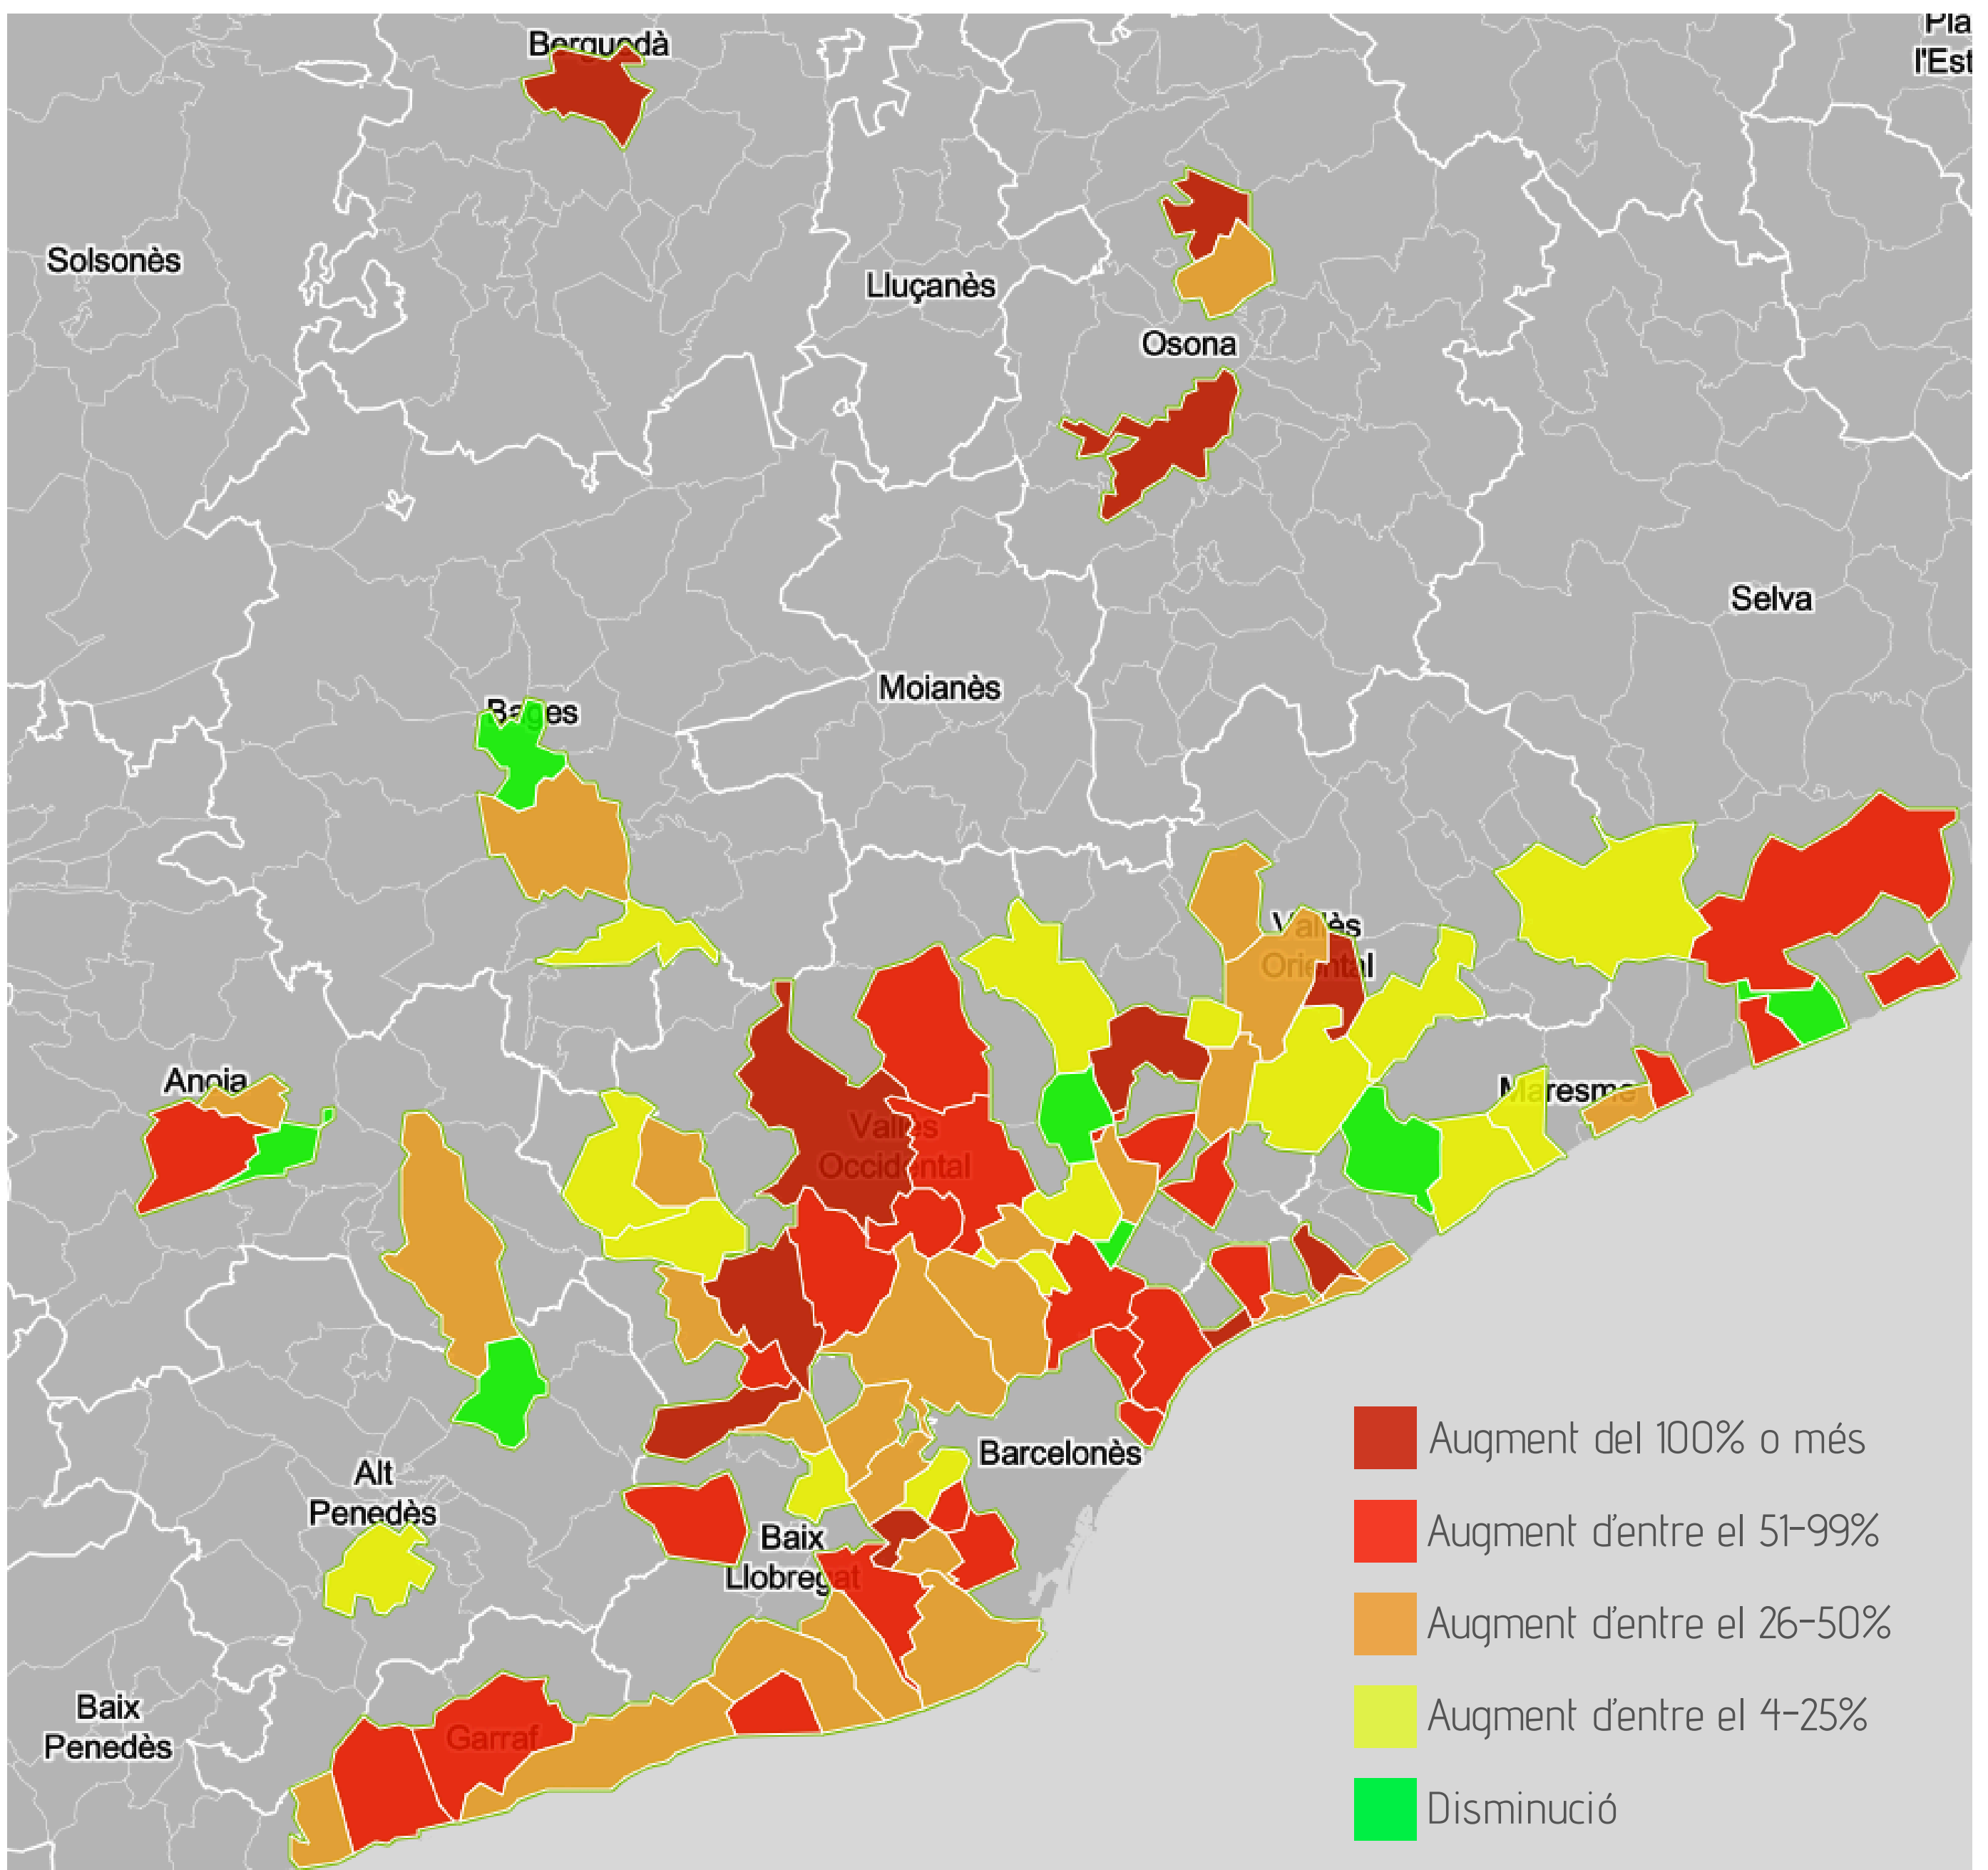 Pla
l'Est
Berguedà
Solsonès
Lluçanès
Osona
Selva
Moianès
Bages
Vallès
Oriental
Anoia
Maresme
Vallès
Occidental
Alt
Penedès
Barcelonès
Baix
Llobregat
Baix
Penedès
Garraf
Augment del 100% o més
Augment d'entre el 51-99%
Augment d'entre el 26-50%
Augment d'entre el 4-25%
Disminució